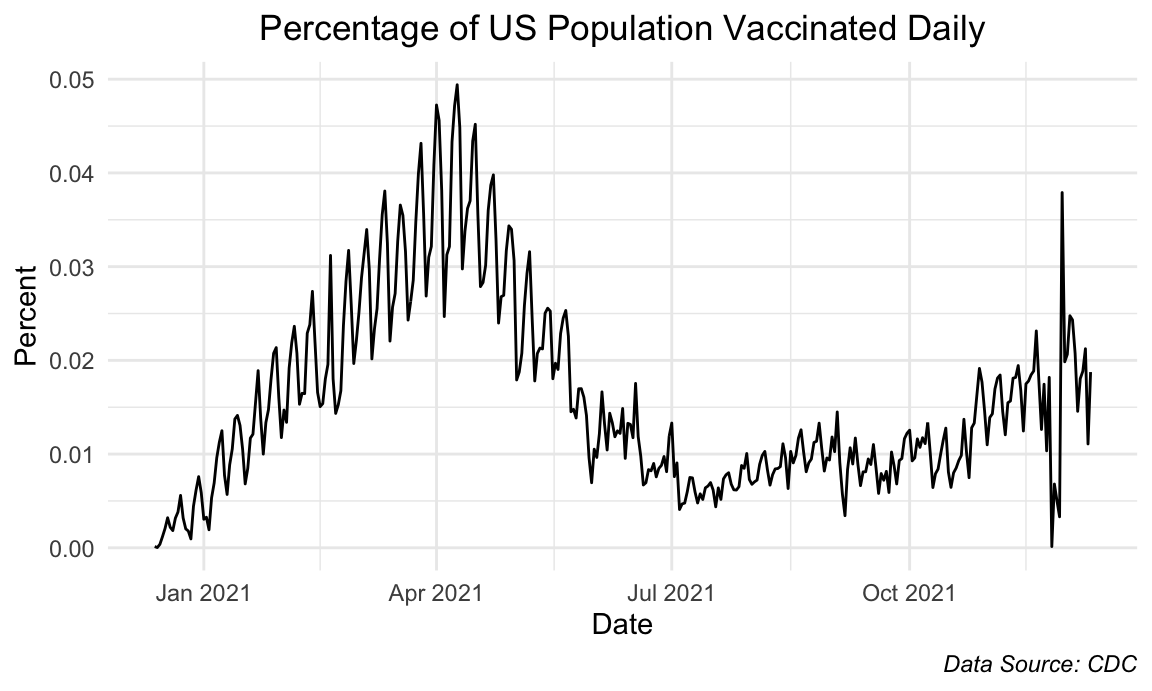 Percentage of US Population Vaccinated Daily
Percent
0.05
0.04
0.03
0.02
0.01
0.00
Jan 2021 Apr 2021 Jul 2021 Oct 2021
Date
Data Source: CDC